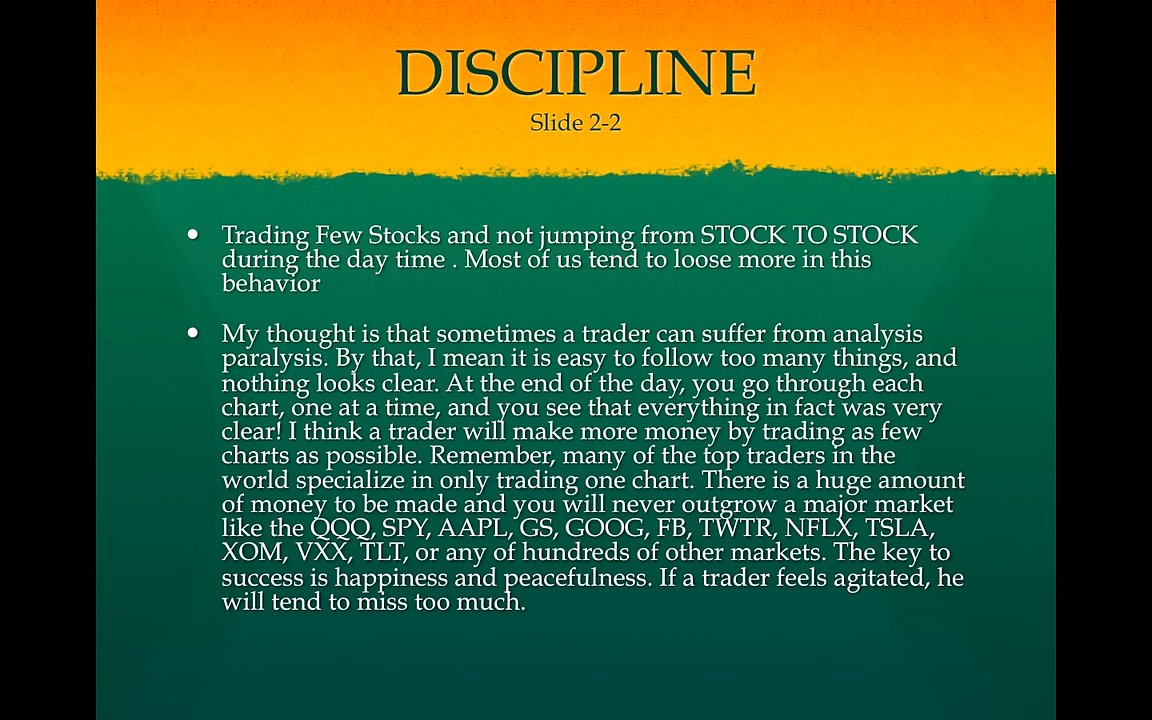 DISCIPLINE
Slide 2-2
• Trading Few Stocks and not jumping from STOCK TO STOCK
during the day time . Most of us tend to loose more in this
behavior
• My thought is that sometimes a trader can suffer from analysis
paralysis. By that, I mean it is easy to follow too many things, and
nothing looks clear. At the end of the day, you go through each
chart, one at a time, and you see that everything in fact was very
clear! I think a trader will make more money by trading as few
charts as possible. Remember, many of the top traders in the
world specialize in only trading one chart. There is a huge amount
of money to be made and you will never outgrow a major market
like the QQQ, SPY, AAPL, GS, GOOG, FB, TWTR, NFLX, TSLA,
XOM, VXX, TLT, or any of hundreds of other markets. The key to
success is happiness and peacefulness. If a trader feels agitated, he
will tend to miss too much.